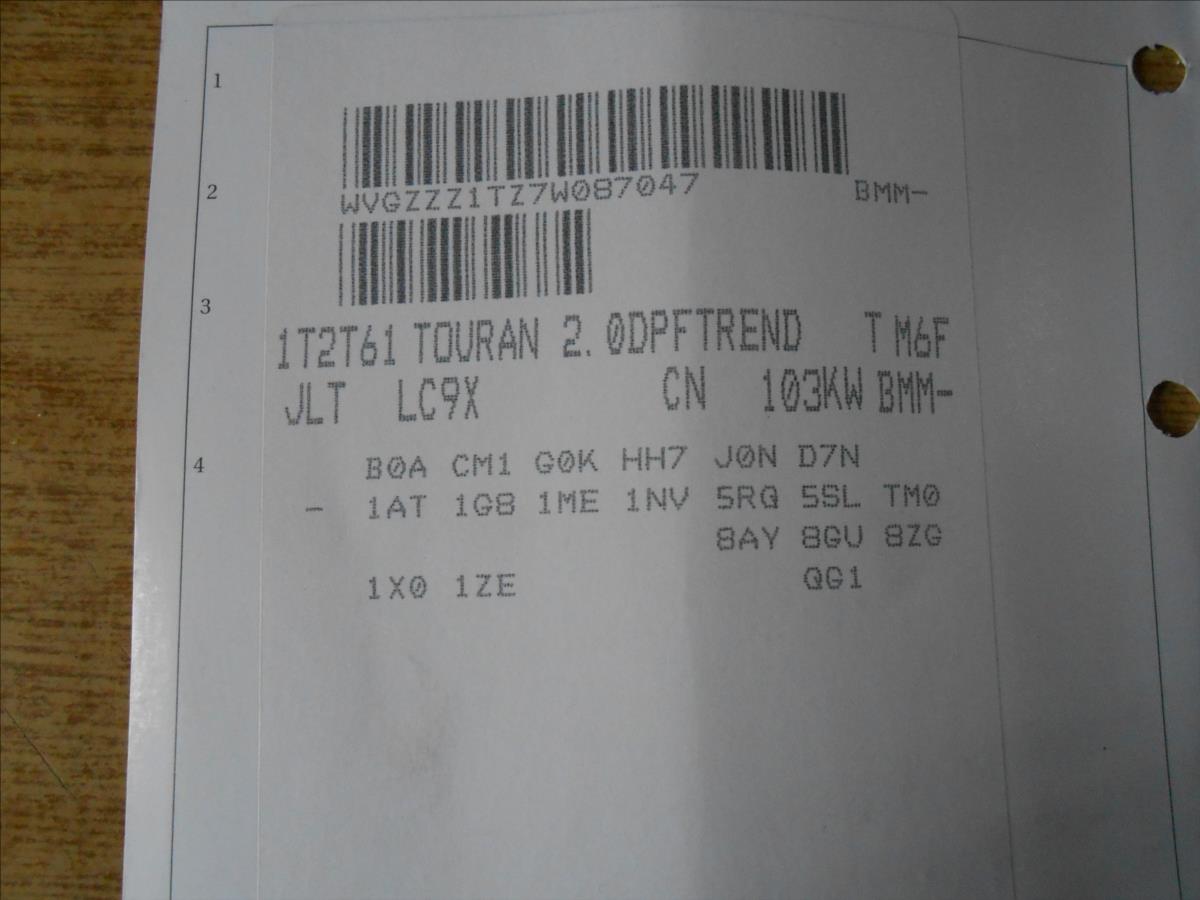 1
2
3
4
WVGZZZ1TZ7W087047 BMM-
1T2T61 TOURAN 2.0DPFTREND T M6F
JLT LC9X CN 103KW BMM-
B0A CM1 G0K HH7 J0N D7N
- 1AT 1G8 1ME 1NV 5RQ 5SL TM0
8AY 8GU 8ZG
1X0 1ZE QG1